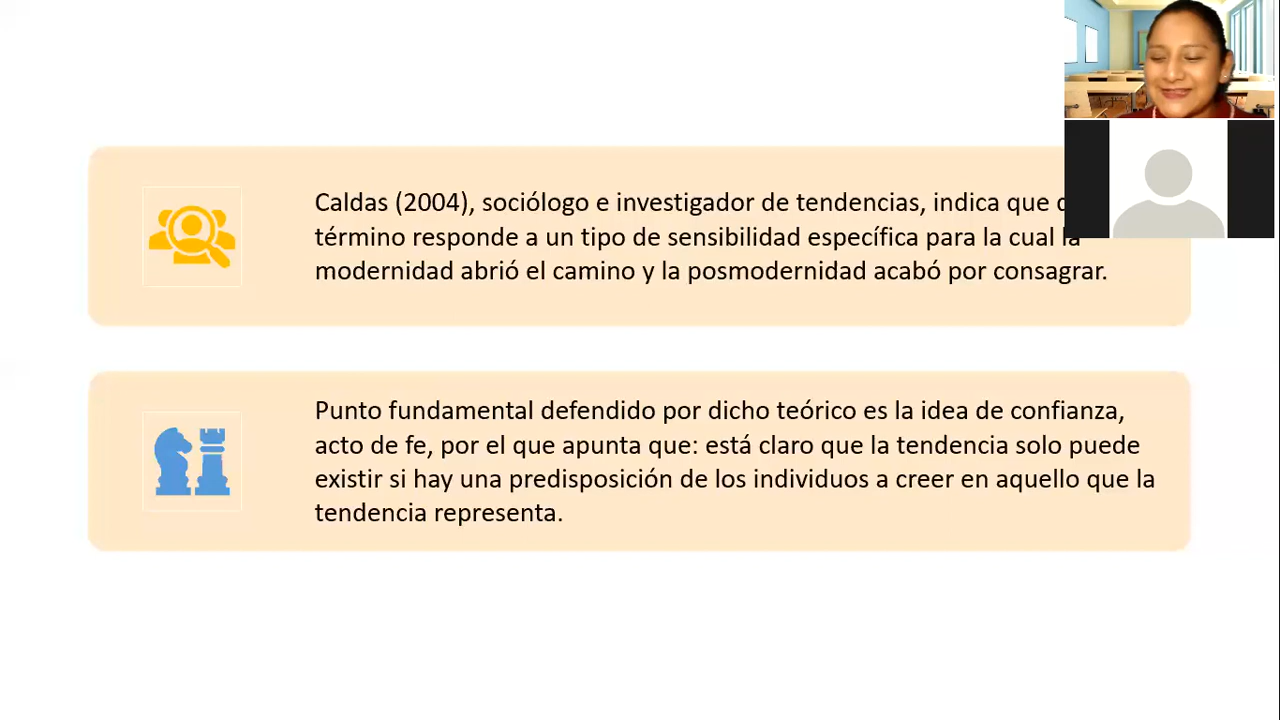 Caldas (2004), sociólogo e investigador de tendencias, indica que
término responde a un tipo de sensibilidad específica para la cual la
modernidad abrió el camino y la posmodernidad acabó por consagrar.
Punto fundamental defendido por dicho teórico es la idea de confianza,
acto de fe, por el que apunta que: está claro que la tendencia solo puede
existir si hay una predisposición de los individuos a creer en aquello que la
tendencia representa.